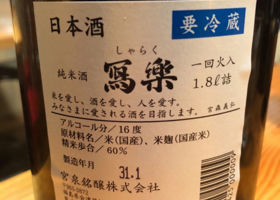 日本酒
要冷蔵
しゃらく
純米酒
寫樂
一回火入
1.8ℓ詰
米を愛し、酒を愛し、人を愛す。
みなさまに愛される酒を目指します。
宮森義弘
アルコール分/16度
原材料名/米(国産)、米麹(国産米)
精米歩合/60%
製造年月
31.1
宮泉銘醸株式会社